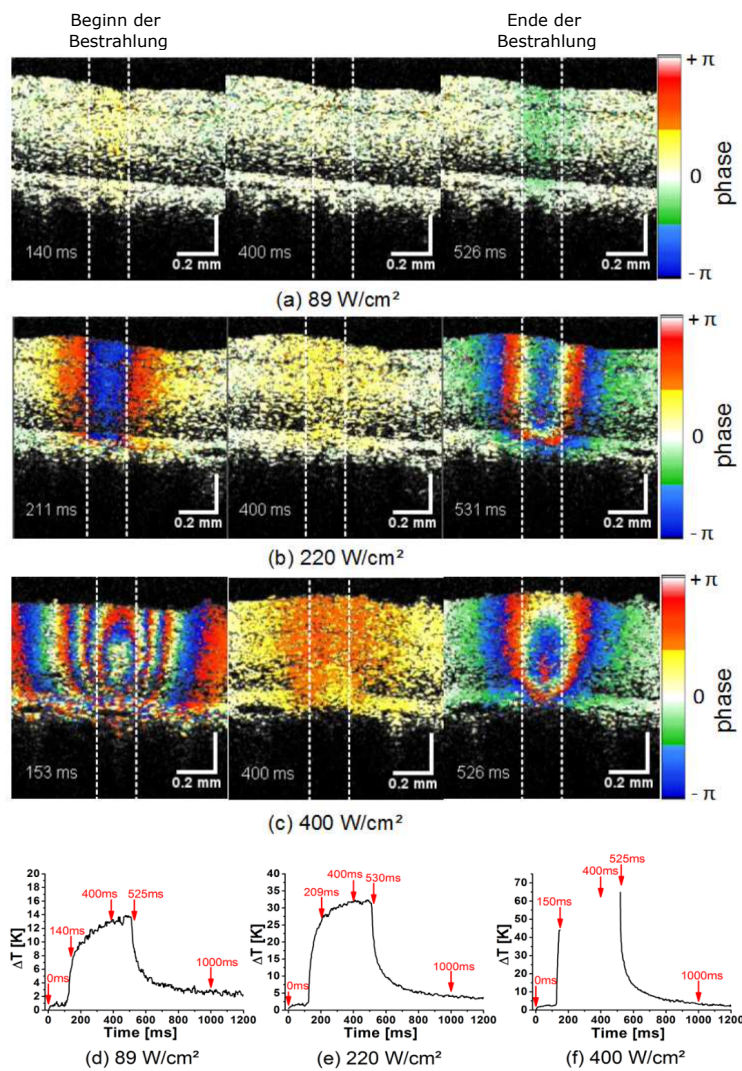 Beginn der
Bestrahlung
Ende der
Bestrahlung
140 ms
0.2 mm
400 ms
0.2 mm
526 ms
0.2 mm
+ π
0
- π
phase
(a) 89 W/cm²
211 ms
0.2 mm
400 ms
0.2 mm
531 ms
0.2 mm
+ π
0
- π
phase
(b) 220 W/cm²
153 ms
0.2 mm
400 ms
0.2 mm
526 ms
0.2 mm
+ π
0
- π
phase
(c) 400 W/cm²
ΔT [K]
20
18
16
14
12
10
8
6
4
2
0
0ms
140ms
400ms
525ms
1000ms
0 200 400 600 800 1000 1200
Time [ms]
(d) 89 W/cm²
ΔT [K]
40
35
30
25
20
15
10
5
0
0ms
209ms
400ms
530ms
1000ms
0 200 400 600 800 1000 1200
Time [ms]
(e) 220 W/cm²
ΔT [K]
70
60
50
40
30
20
10
0
0ms
150ms
400ms
525ms
1000ms
0 200 400 600 800 1000 1200
Time [ms]
(f) 400 W/cm²